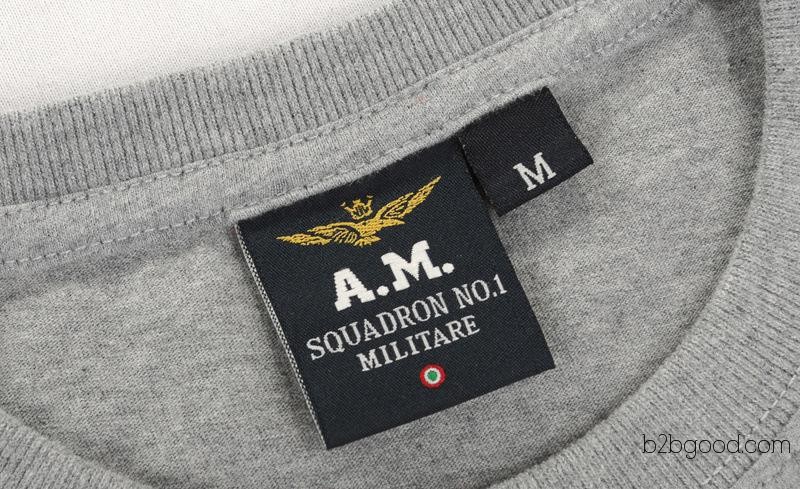 M
A.M.
SQUADRON NO.1
MILITARE
b2bgood.com